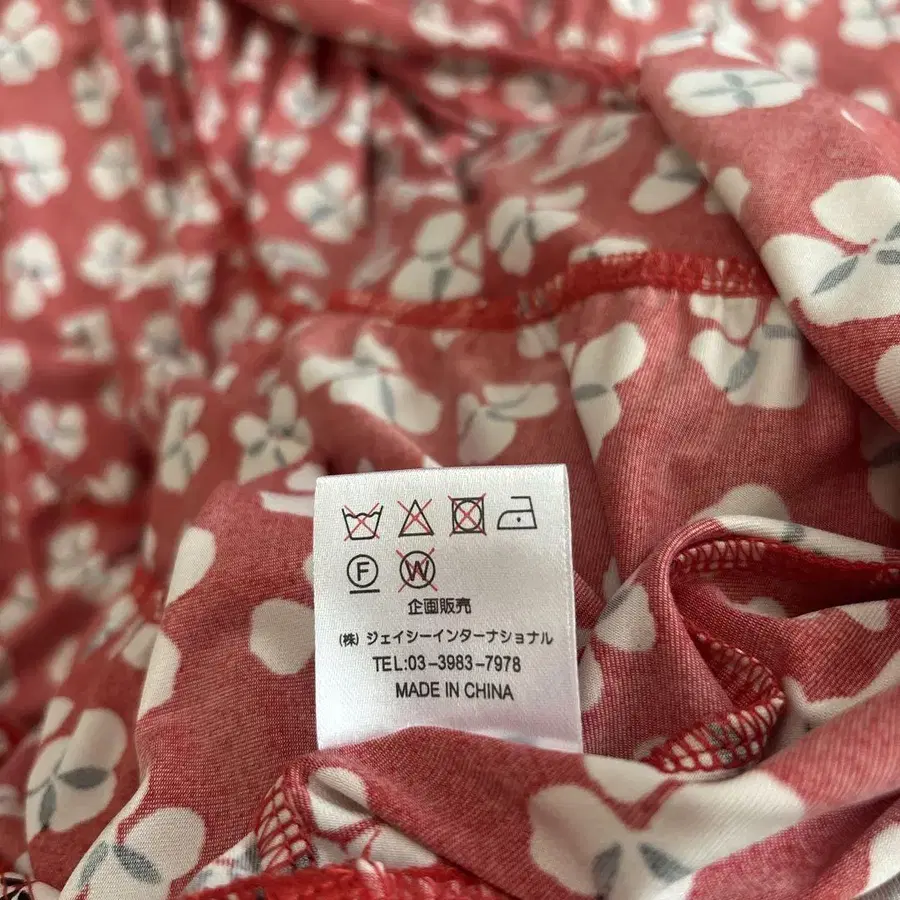 F W
企画販売
(株) ジェイシーインターナショナル
TEL:03-3983-7978
MADE IN CHINA